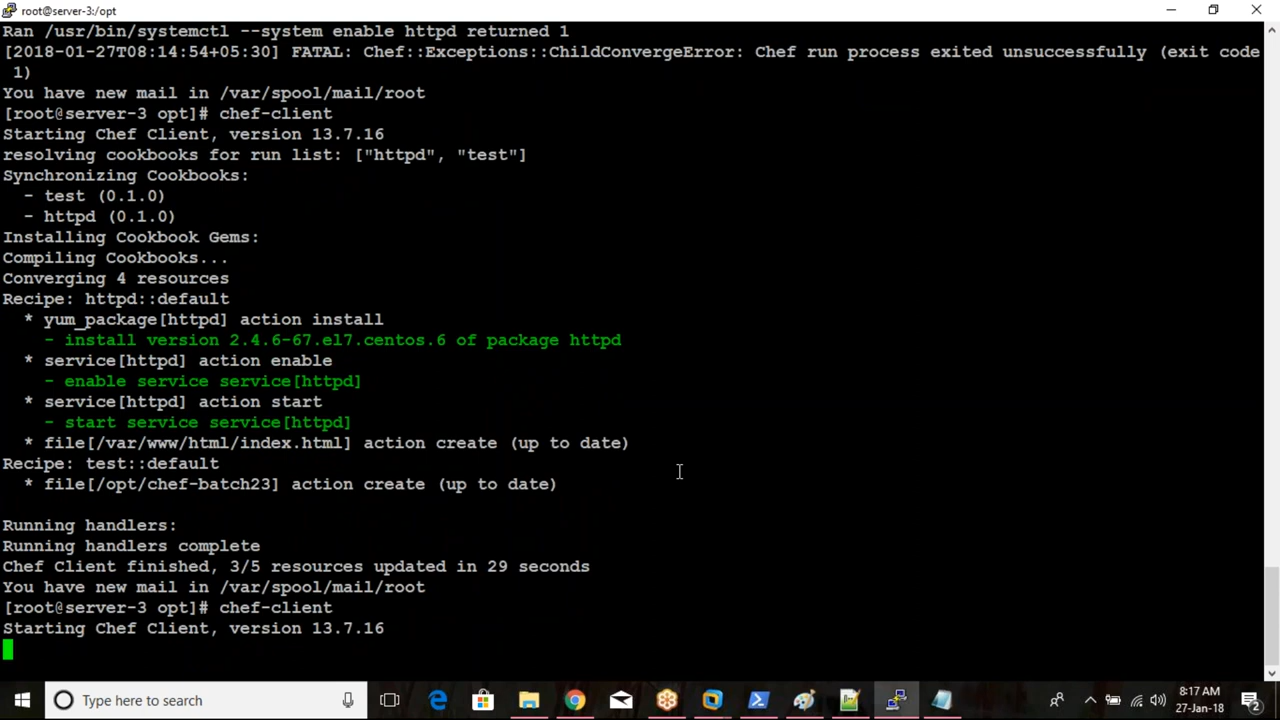 root@server-3:/opt
Ran /usr/bin/systemctl --system enable httpd returned 1
[2018-01-27T08:14:54+05:30] FATAL: Chef::Exceptions::ChildConvergeError: Chef run process exited unsuccessfully (exit code
1)
You have new mail in /var/spool/mail/root
[root@server-3 opt]# chef-client
Starting Chef Client, version 13.7.16
resolving cookbooks for run list: ["httpd", "test"]
Synchronizing Cookbooks:
- test (0.1.0)
- httpd (0.1.0)
Installing Cookbook Gems:
Compiling Cookbooks...
Converging 4 resources
Recipe: httpd::default
* yum_package[httpd] action install
- install version 2.4.6-67.el7.centos.6 of package httpd
* service[httpd] action enable
- enable service service[httpd]
* service[httpd] action start
- start service service[httpd]
* file[/var/www/html/index.html] action create (up to date)
Recipe: test::default
* file[/opt/chef-batch23] action create (up to date)
Running handlers:
Running handlers complete
Chef Client finished, 3/5 resources updated in 29 seconds
You have new mail in /var/spool/mail/root
[root@server-3 opt]# chef-client
Starting Chef Client, version 13.7.16
Type here to search
8:17 AM
27-Jan-18
2